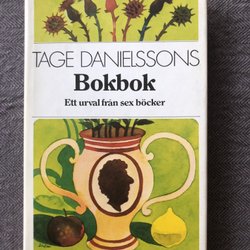 TAGE DANIELSSONS
Bokbok
Ett urval från sex böcker